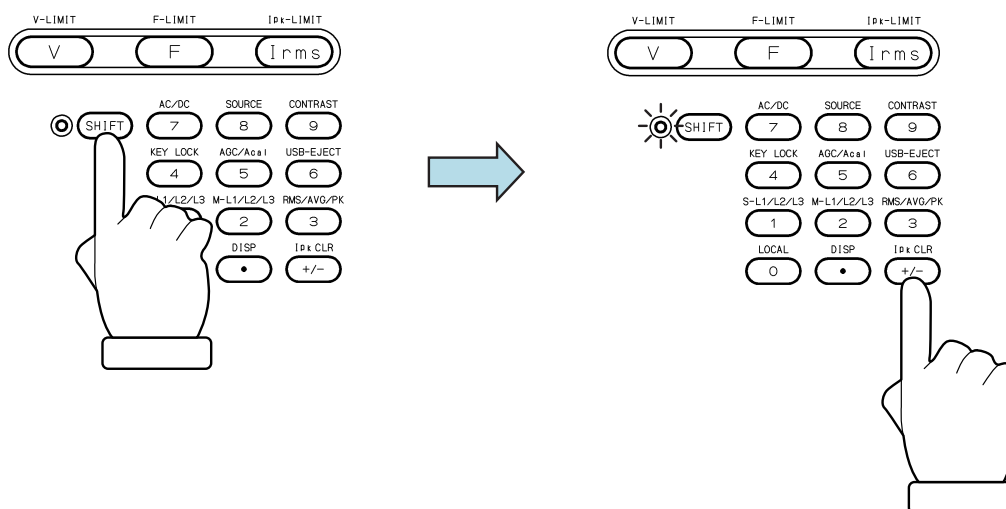 V-LIMIT F-LIMIT Ipk-LIMIT
V F Irms
AC/DC SOURCE CONTRAST
SHIFT 7 8 9
KEY LOCK AGC/Acal USB-EJECT
4 5 6
L1/L2/L3 M-L1/L2/L3 RMS/AVG/PK
2 3
DISP Ipk CLR
• +/-
V-LIMIT F-LIMIT Ipk-LIMIT
V F Irms
AC/DC SOURCE CONTRAST
SHIFT 7 8 9
KEY LOCK AGC/Acal USB-EJECT
4 5 6
S-L1/L2/L3 M-L1/L2/L3 RMS/AVG/PK
1 2 3
LOCAL DISP Ipk CLR
0 • +/-